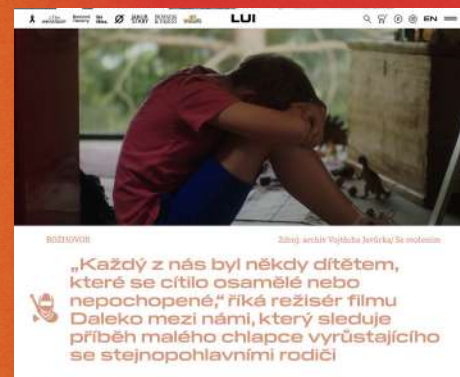 LUI
EN
ROZHOVOR
Zdroj: archiv Vojtěcha Jevůrka/ Se svolením
„Každý z nás byl někdy dítětem,
které se cítilo osamělé nebo
nepochopené,“ říká režisér filmu
Daleko mezi námi, který sleduje
příběh malého chlapce vyrůstajícího
se stejnopohlavními rodiči